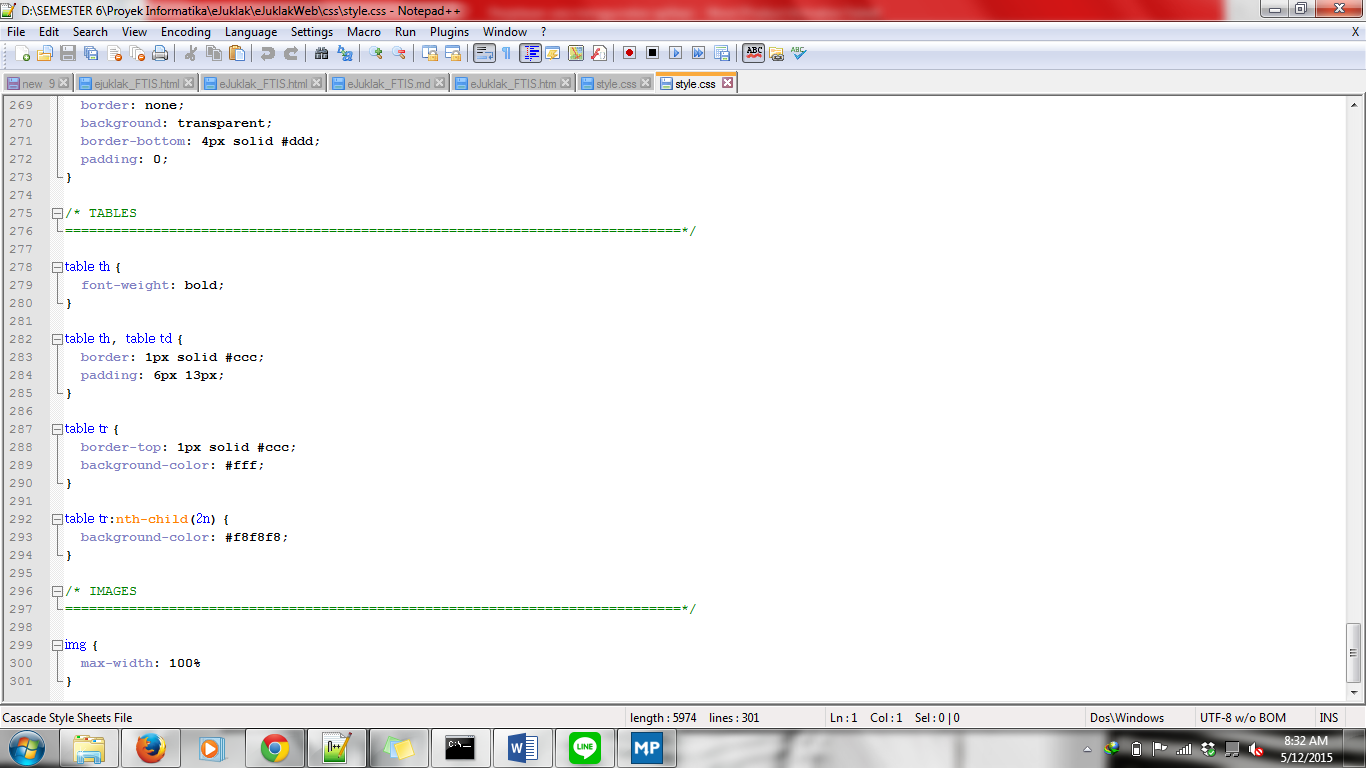 D:\SEMESTER 6\Proyek Informatika\eJuklak\eJuklakWeb\css\style.css - Notepad++
File Edit Search View Encoding Language Settings Macro Run Plugins Window ? X
new 9 ejuklak_FTIS.html eJuklak_FTIS.html eJuklak_FTIS.md eJuklak_FTIS.htm style.css style.css
269 border: none;
270 background: transparent;
271 border-bottom: 4px solid #ddd;
272 padding: 0;
273 }
274
275 /* TABLES
276 =============================================================================*/
277
278 table th {
279 font-weight: bold;
280 }
281
282 table th, table td {
283 border: 1px solid #ccc;
284 padding: 6px 13px;
285 }
286
287 table tr {
288 border-top: 1px solid #ccc;
289 background-color: #fff;
290 }
291
292 table tr:nth-child(2n) {
293 background-color: #f8f8f8;
294 }
295
296 /* IMAGES
297 =============================================================================*/
298
299 img {
300 max-width: 100%
301 }
Cascade Style Sheets File length : 5974 lines : 301 Ln : 1 Col : 1 Sel : 0 | 0 Dos\Windows UTF-8 w/o BOM INS
8:32 AM
5/12/2015
ABC
ABC
C:\_
W
LINE
MP